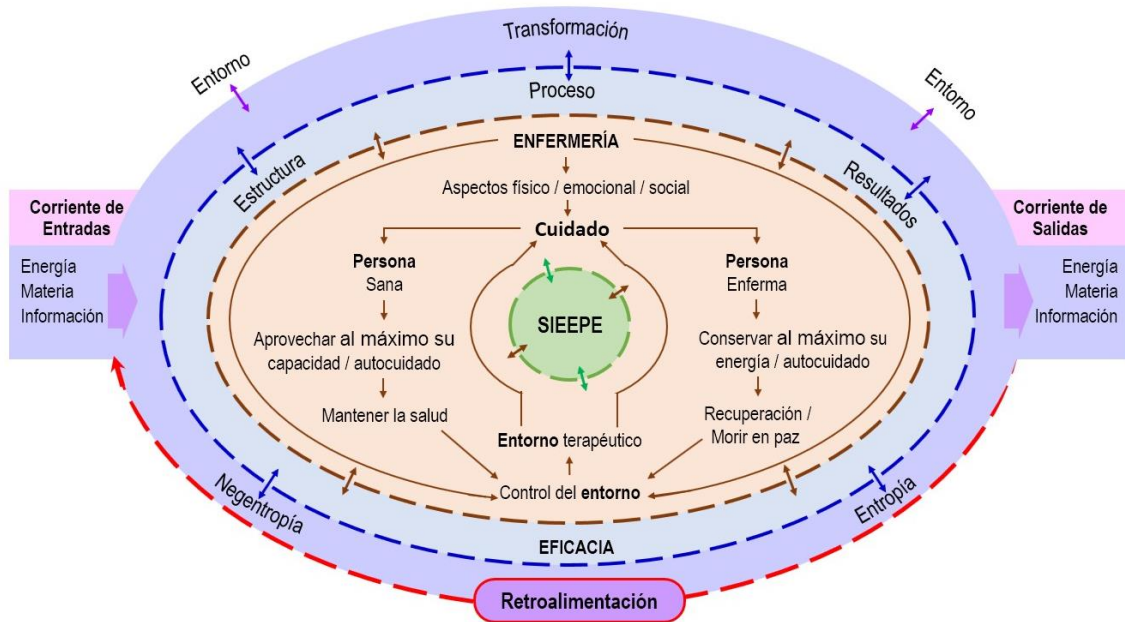 Transformación
Entorno
Entorno
Proceso
Estructura
Resultados
ENFERMERÍA
Aspectos físico / emocional / social
Cuidado
Corriente de
Entradas
Energía
Materia
Información
Corriente de
Salidas
Energía
Materia
Información
Persona
Sana
Aprovechar al máximo su
capacidad / autocuidado
Mantener la salud
SIEEPE
Persona
Enferma
Conservar al máximo su
energía / autocuidado
Recuperación /
Morir en paz
Entorno terapéutico
Control del entorno
Negentropía
Entropía
EFICACIA
Retroalimentación